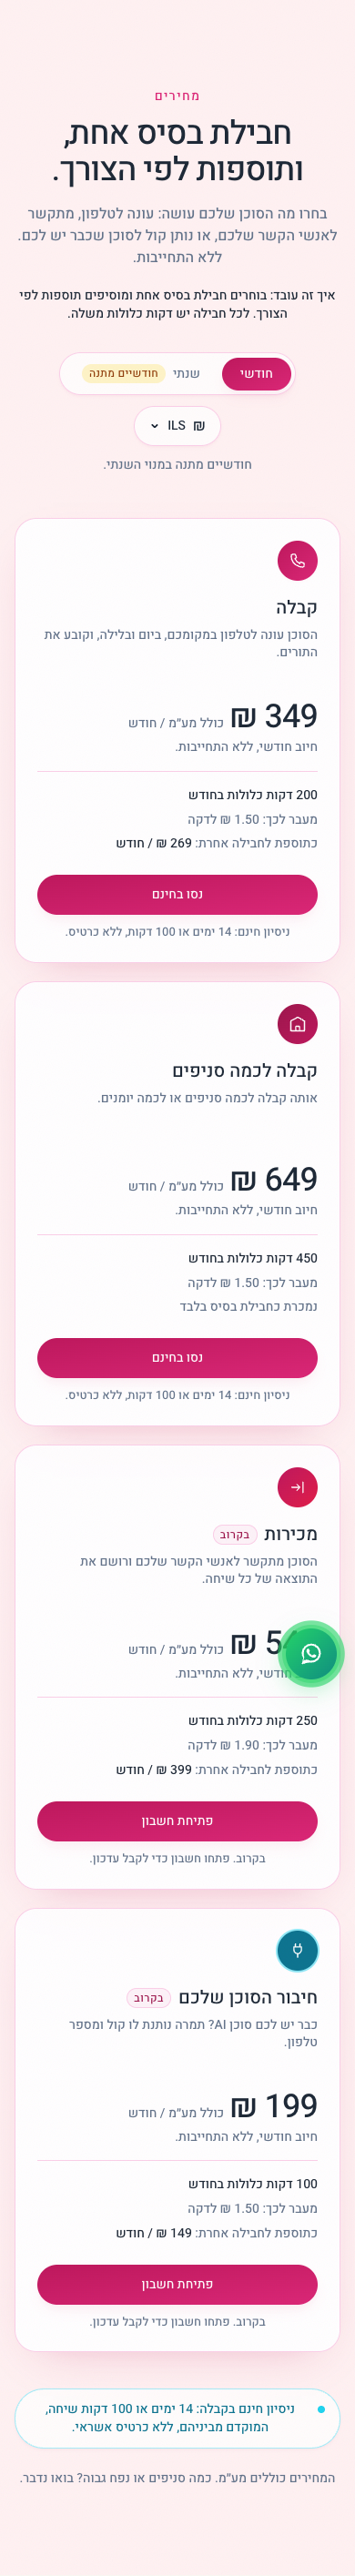 מחירים
חבילת בסיס אחת,
ותוספות לפי הצורך.
בחרו מה הסוכן שלכם עושה: עונה לטלפון, מתקשר
לאנשי הקשר שלכם, או נותן קול לסוכן שכבר יש לכם.
ללא התחייבות.
איך זה עובד: בוחרים חבילת בסיס אחת ומוסיפים תוספות לפי
הצורך. לכל חבילה יש דקות כלולות משלה.
חודשי שנתי חודשיים מתנה
₪ ILS
חודשיים מתנה במנוי השנתי.
קבלה
הסוכן עונה לטלפון במקומכם, ביום ובלילה, וקובע את
התורים.
349 ₪ כולל מע״מ / חודש
חיוב חודשי, ללא התחייבות.
200 דקות כלולות בחודש
מעבר לכך: 1.50 ₪ לדקה
כתוספת לחבילה אחרת: 269 ₪ / חודש
נסו בחינם
ניסיון חינם: 14 ימים או 100 דקות, ללא כרטיס.
קבלה לכמה סניפים
אותה קבלה לכמה סניפים או לכמה יומנים.
649 ₪ כולל מע״מ / חודש
חיוב חודשי, ללא התחייבות.
450 דקות כלולות בחודש
מעבר לכך: 1.50 ₪ לדקה
נמכרת כחבילת בסיס בלבד
נסו בחינם
ניסיון חינם: 14 ימים או 100 דקות, ללא כרטיס.
מכירות בקרוב
הסוכן מתקשר לאנשי הקשר שלכם ורושם את
התוצאה של כל שיחה.
₪ כולל מע״מ / חודש
חודשי, ללא התחייבות.
250 דקות כלולות בחודש
מעבר לכך: 1.90 ₪ לדקה
כתוספת לחבילה אחרת: 399 ₪ / חודש
פתיחת חשבון
בקרוב. פתחו חשבון כדי לקבל עדכון.
חיבור הסוכן שלכם בקרוב
כבר יש לכם סוכן AI? תמרה נותנת לו קול ומספר
טלפון.
199 ₪ כולל מע״מ / חודש
חיוב חודשי, ללא התחייבות.
100 דקות כלולות בחודש
מעבר לכך: 1.50 ₪ לדקה
כתוספת לחבילה אחרת: 149 ₪ / חודש
פתיחת חשבון
בקרוב. פתחו חשבון כדי לקבל עדכון.
ניסיון חינם בקבלה: 14 ימים או 100 דקות שיחה,
המוקדם מביניהם, ללא כרטיס אשראי.
המחירים כוללים מע״מ. כמה סניפים או נפח גבוה? בואו נדבר.